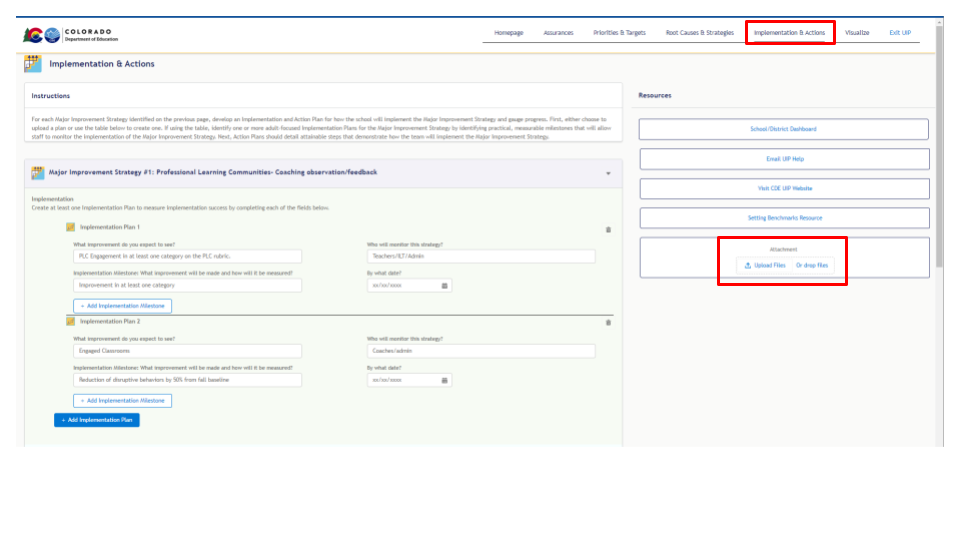 COLORADO
Department of Education
Homepage
Assurances
Priorities & Targets
Root Causes & Strategies
Implementation & Actions
Visualize
Exit UIP
Implementation & Actions
Instructions
For each Major Improvement Strategy identified on the previous page, develop an Implementation and Action Plan for how the school will implement the Major Improvement Strategy and gauge progress. First, either choose to
upload a plan or use the table below to create one. If using the table, identify one or more adult-focused Implementation Plans for the Major Improvement Strategy by identifying practical, measurable milestones that will allow
staff to monitor the implementation of the Major Improvement Strategy. Next, Action Plans should detail attainable steps that demonstrate how the team will implement the Major Improvement Strategy.
Major Improvement Strategy #1: Professional Learning Communities- Coaching observation/feedback
Implementation
Create at least one Implementation Plan to measure implementation success by completing each of the fields below.
Implementation Plan 1
What improvement do you expect to see?
Who will monitor this strategy?
PLC Engagement in at least one category on the PLC rubric.
Teachers/ILT/Admin
Implementation Milestone: What improvement will be made and how will it be measured?
By what date?
Improvement in at least one category
xx/xx/xxxx
+ Add Implementation Milestone
Implementation Plan 2
What improvement do you expect to see?
Who will monitor this strategy?
Engaged Classrooms
Coaches/admin
Implementation Milestone: What improvement will be made and how will it be measured?
By what date?
Reduction of disruptive behaviors by 50% from fall baseline
xx/xx/xxxx
+ Add Implementation Milestone
+ Add Implementation Plan
Resources
School/District Dashboard
Email UIP Help
Visit CDE UIP Website
Setting Benchmarks Resource
Attachment
Upload Files Or drop files